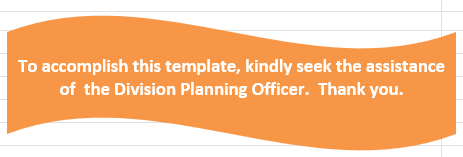 To accomplish this template, kindly seek the assistance
of  the Division Planning Officer.  Thank you.